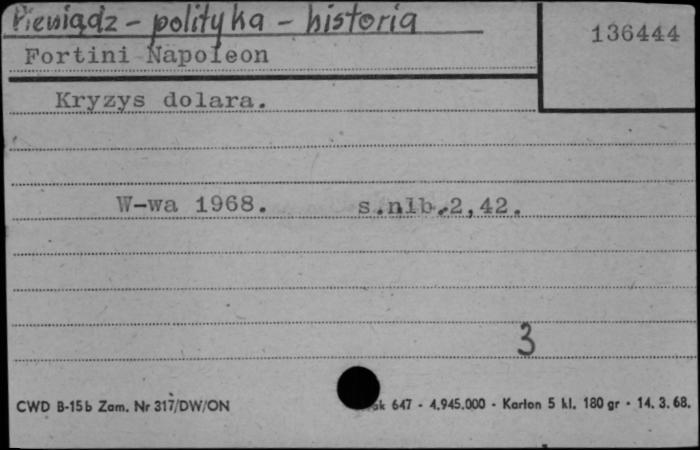 Pieniądz - polityka - historia
136444
Fortini Napoleon
Kryzys dolara.
W-wa 1968. s.nlb.2,42.
3
CWD B-15b Zam. Nr 317/DW/ON 647 - 4.945.000 - Karton 5 kl. 180 gr - 14. 3. 68.